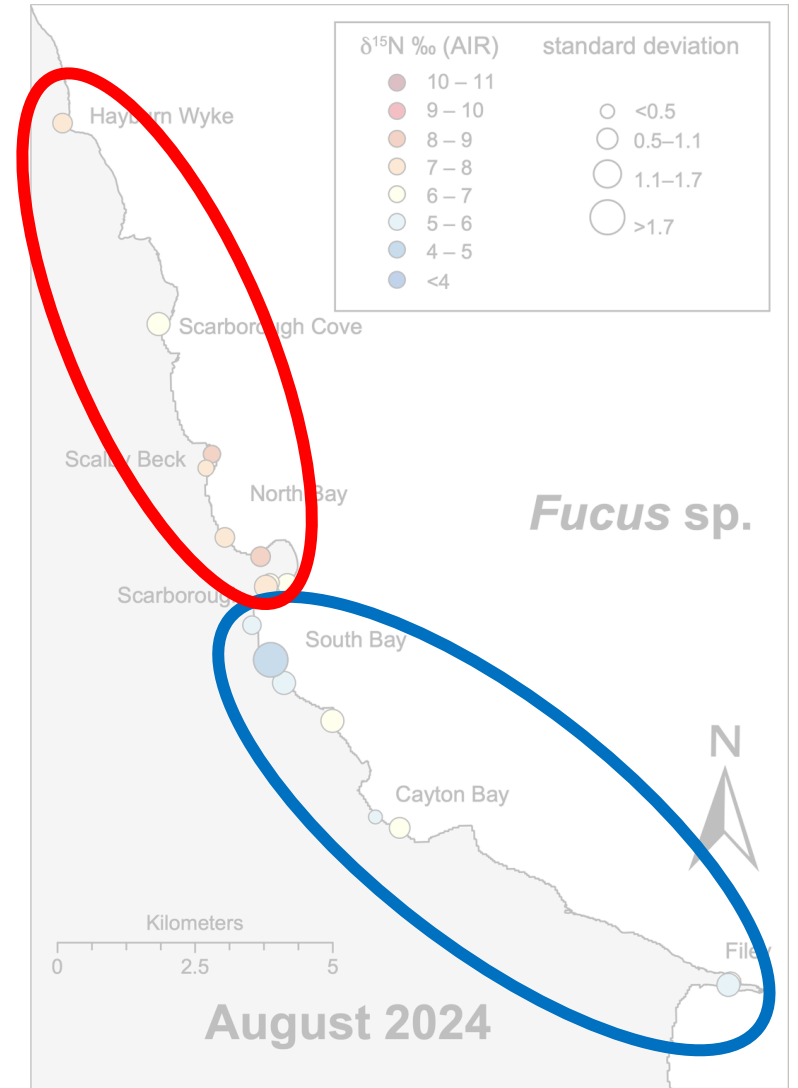 δ¹⁵N ‰ (AIR)
standard deviation
10 – 11
9 – 10
8 – 9
7 – 8
6 – 7
5 – 6
4 – 5
<4
<0.5
0.5–1.1
1.1–1.7
>1.7
Hayburn Wyke
Scarborough Cove
Scalby Beck
North Bay
Fucus sp.
Scarborough
South Bay
N
Cayton Bay
Filey
Kilometers
0 2.5 5
August 2024